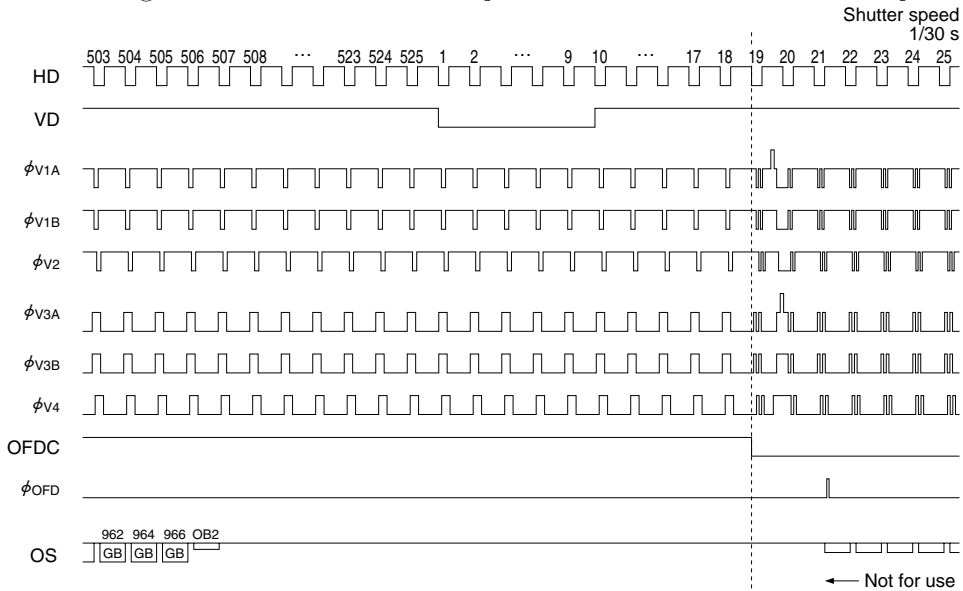 Shutter speed
1/30 s
503 504 505 506 507 508 ··· 523 524 525 1 2 ··· 9 10 ··· 17 18 19 20 21 22 23 24 25
HD
VD
ϕV1A
ϕV1B
ϕV2
ϕV3A
ϕV3B
ϕV4
OFDC
ϕOFD
962 964 966 OB2
OS GB GB GB
← Not for use